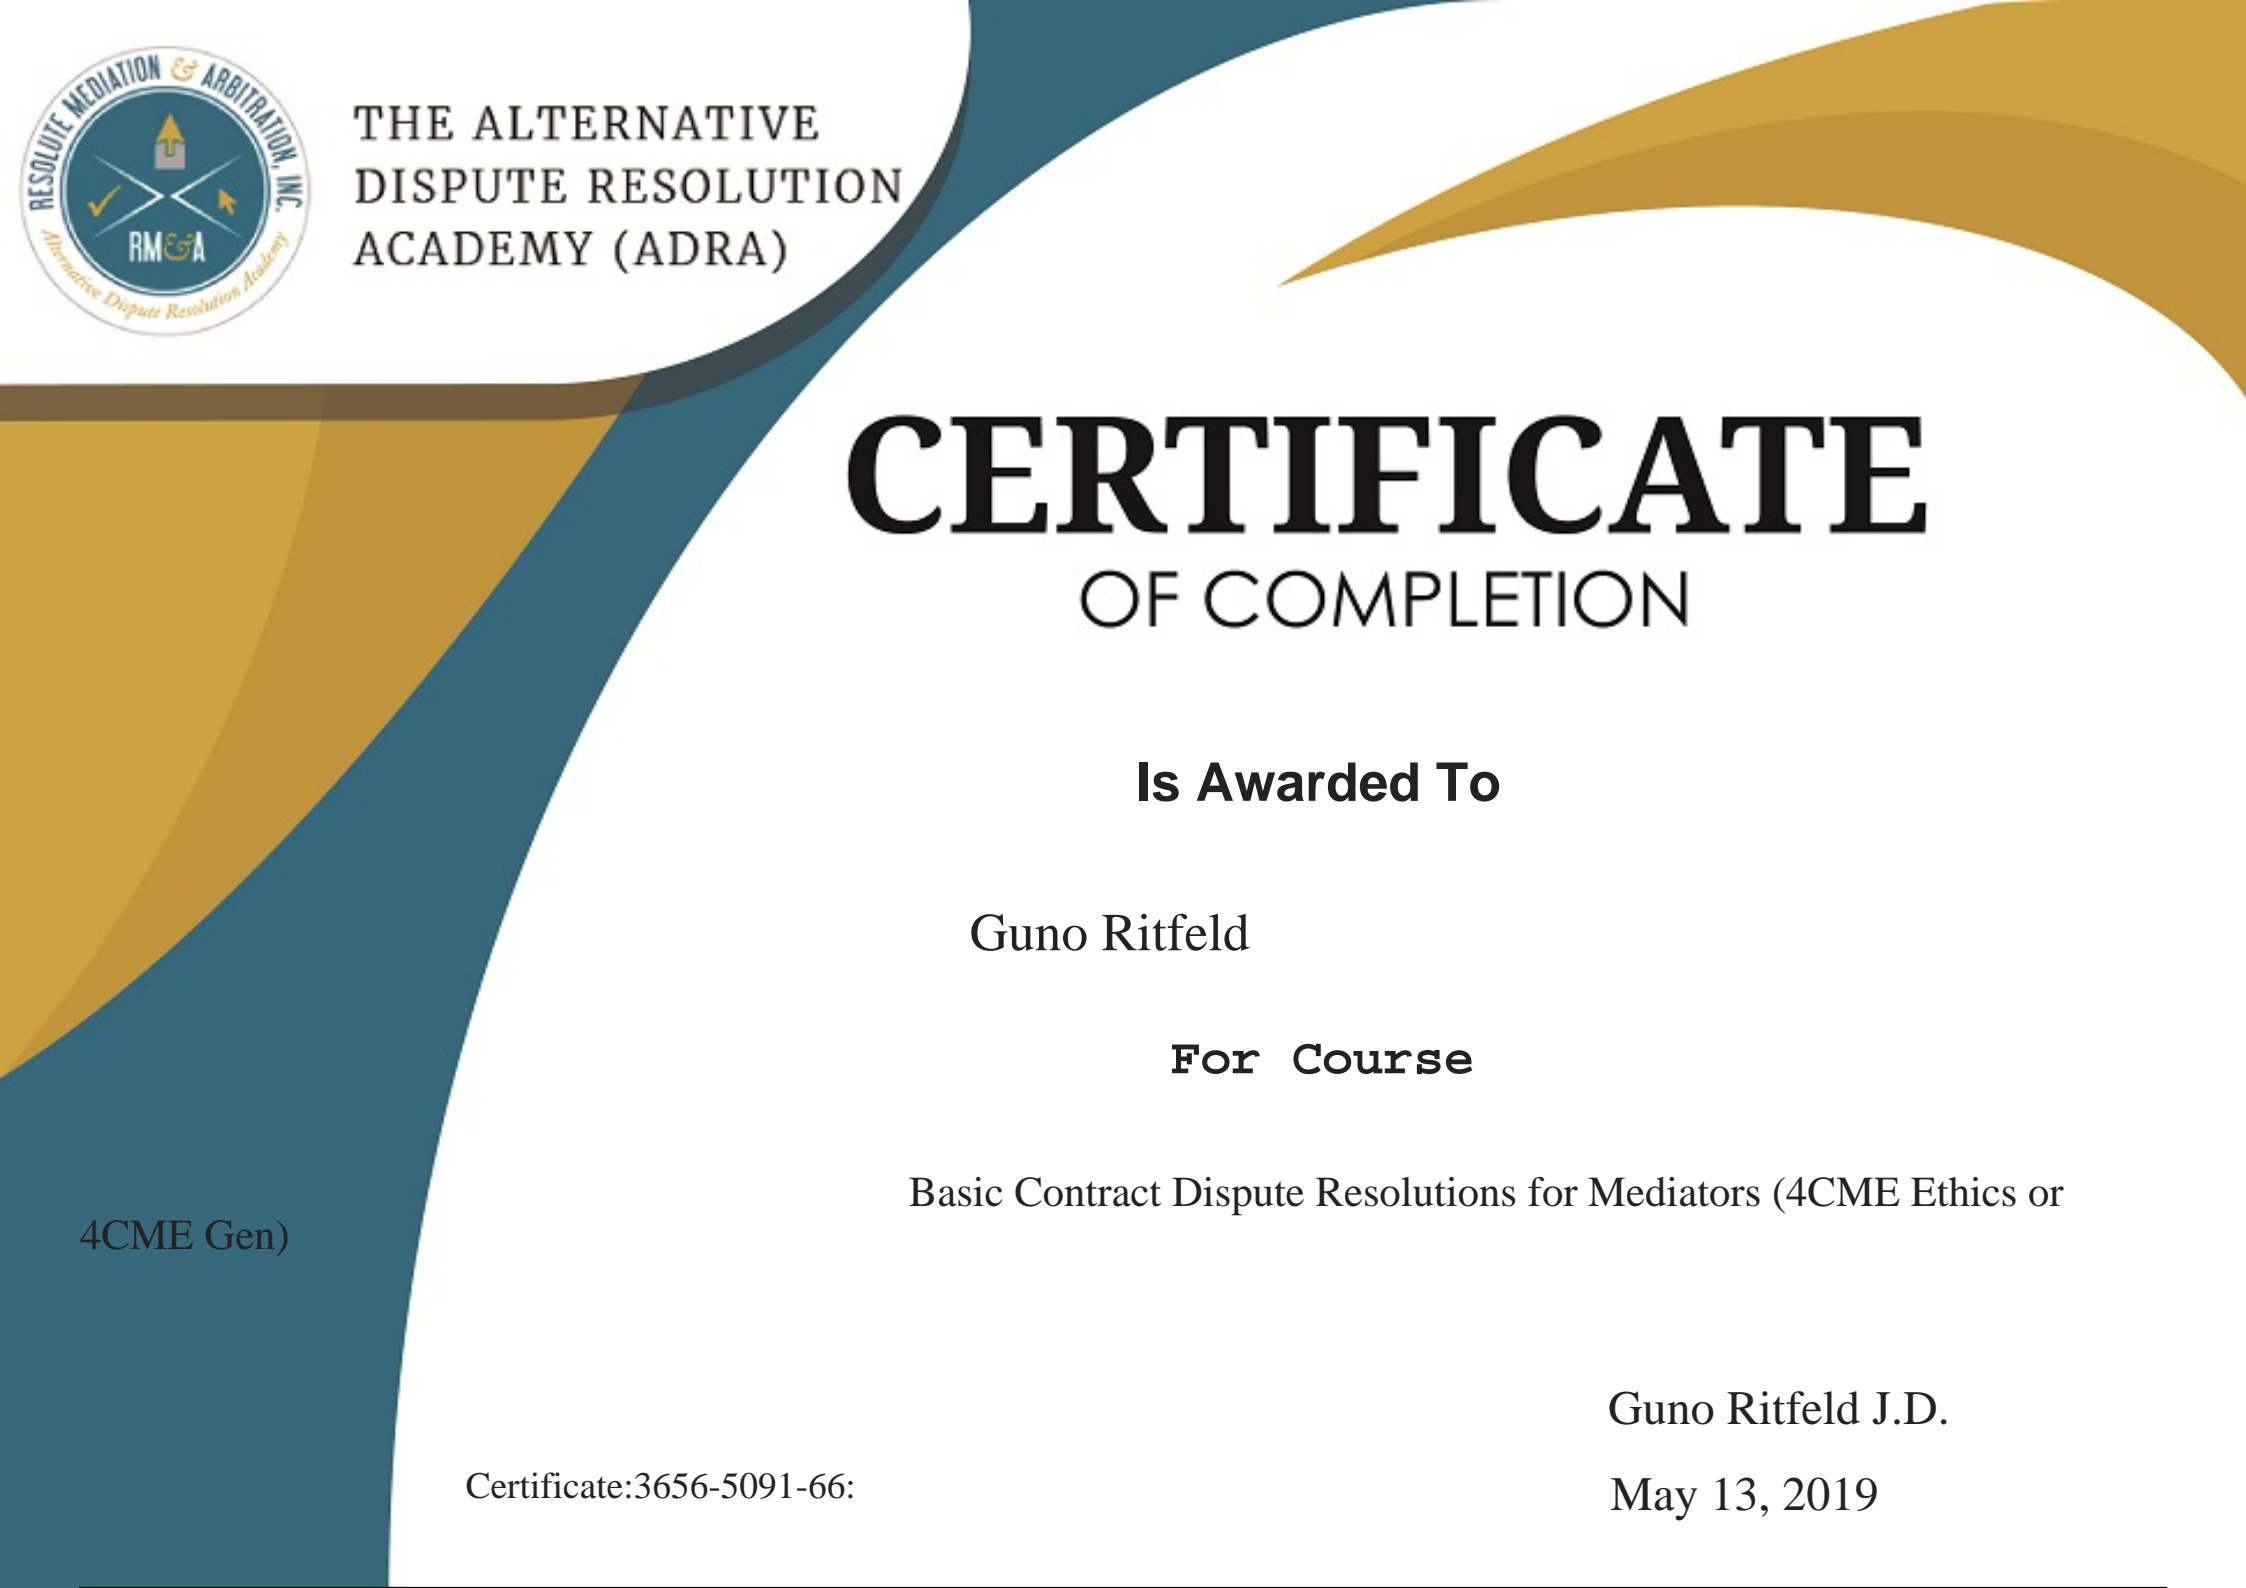 RESOLUTE MEDIATION & ARBITRATION, INC.
RM&A
Alternative Dispute Resolution Academy
THE ALTERNATIVE
DISPUTE RESOLUTION
ACADEMY (ADRA)
CERTIFICATE
OF COMPLETION
Is Awarded To
Guno Ritfeld
For Course
Basic Contract Dispute Resolutions for Mediators (4CME Ethics or
4CME Gen)
Guno Ritfeld J.D.
Certificate:3656-5091-66:
May 13, 2019